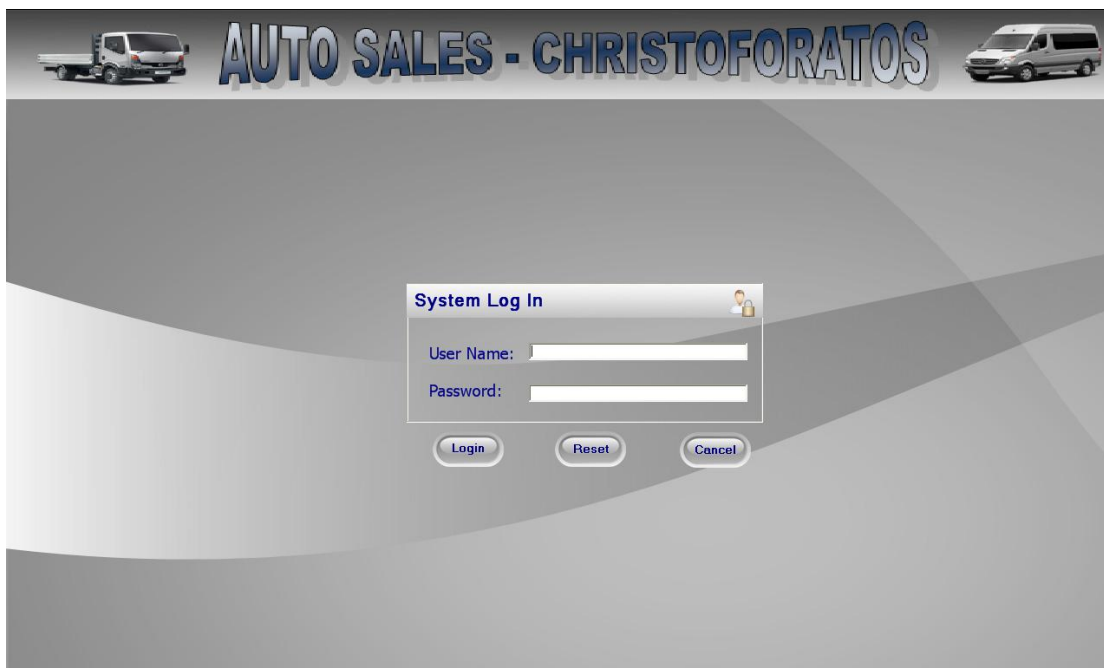 AUTO SALES - CHRISTOFORATOS
System Log In
User Name:
Password:
Login Reset Cancel